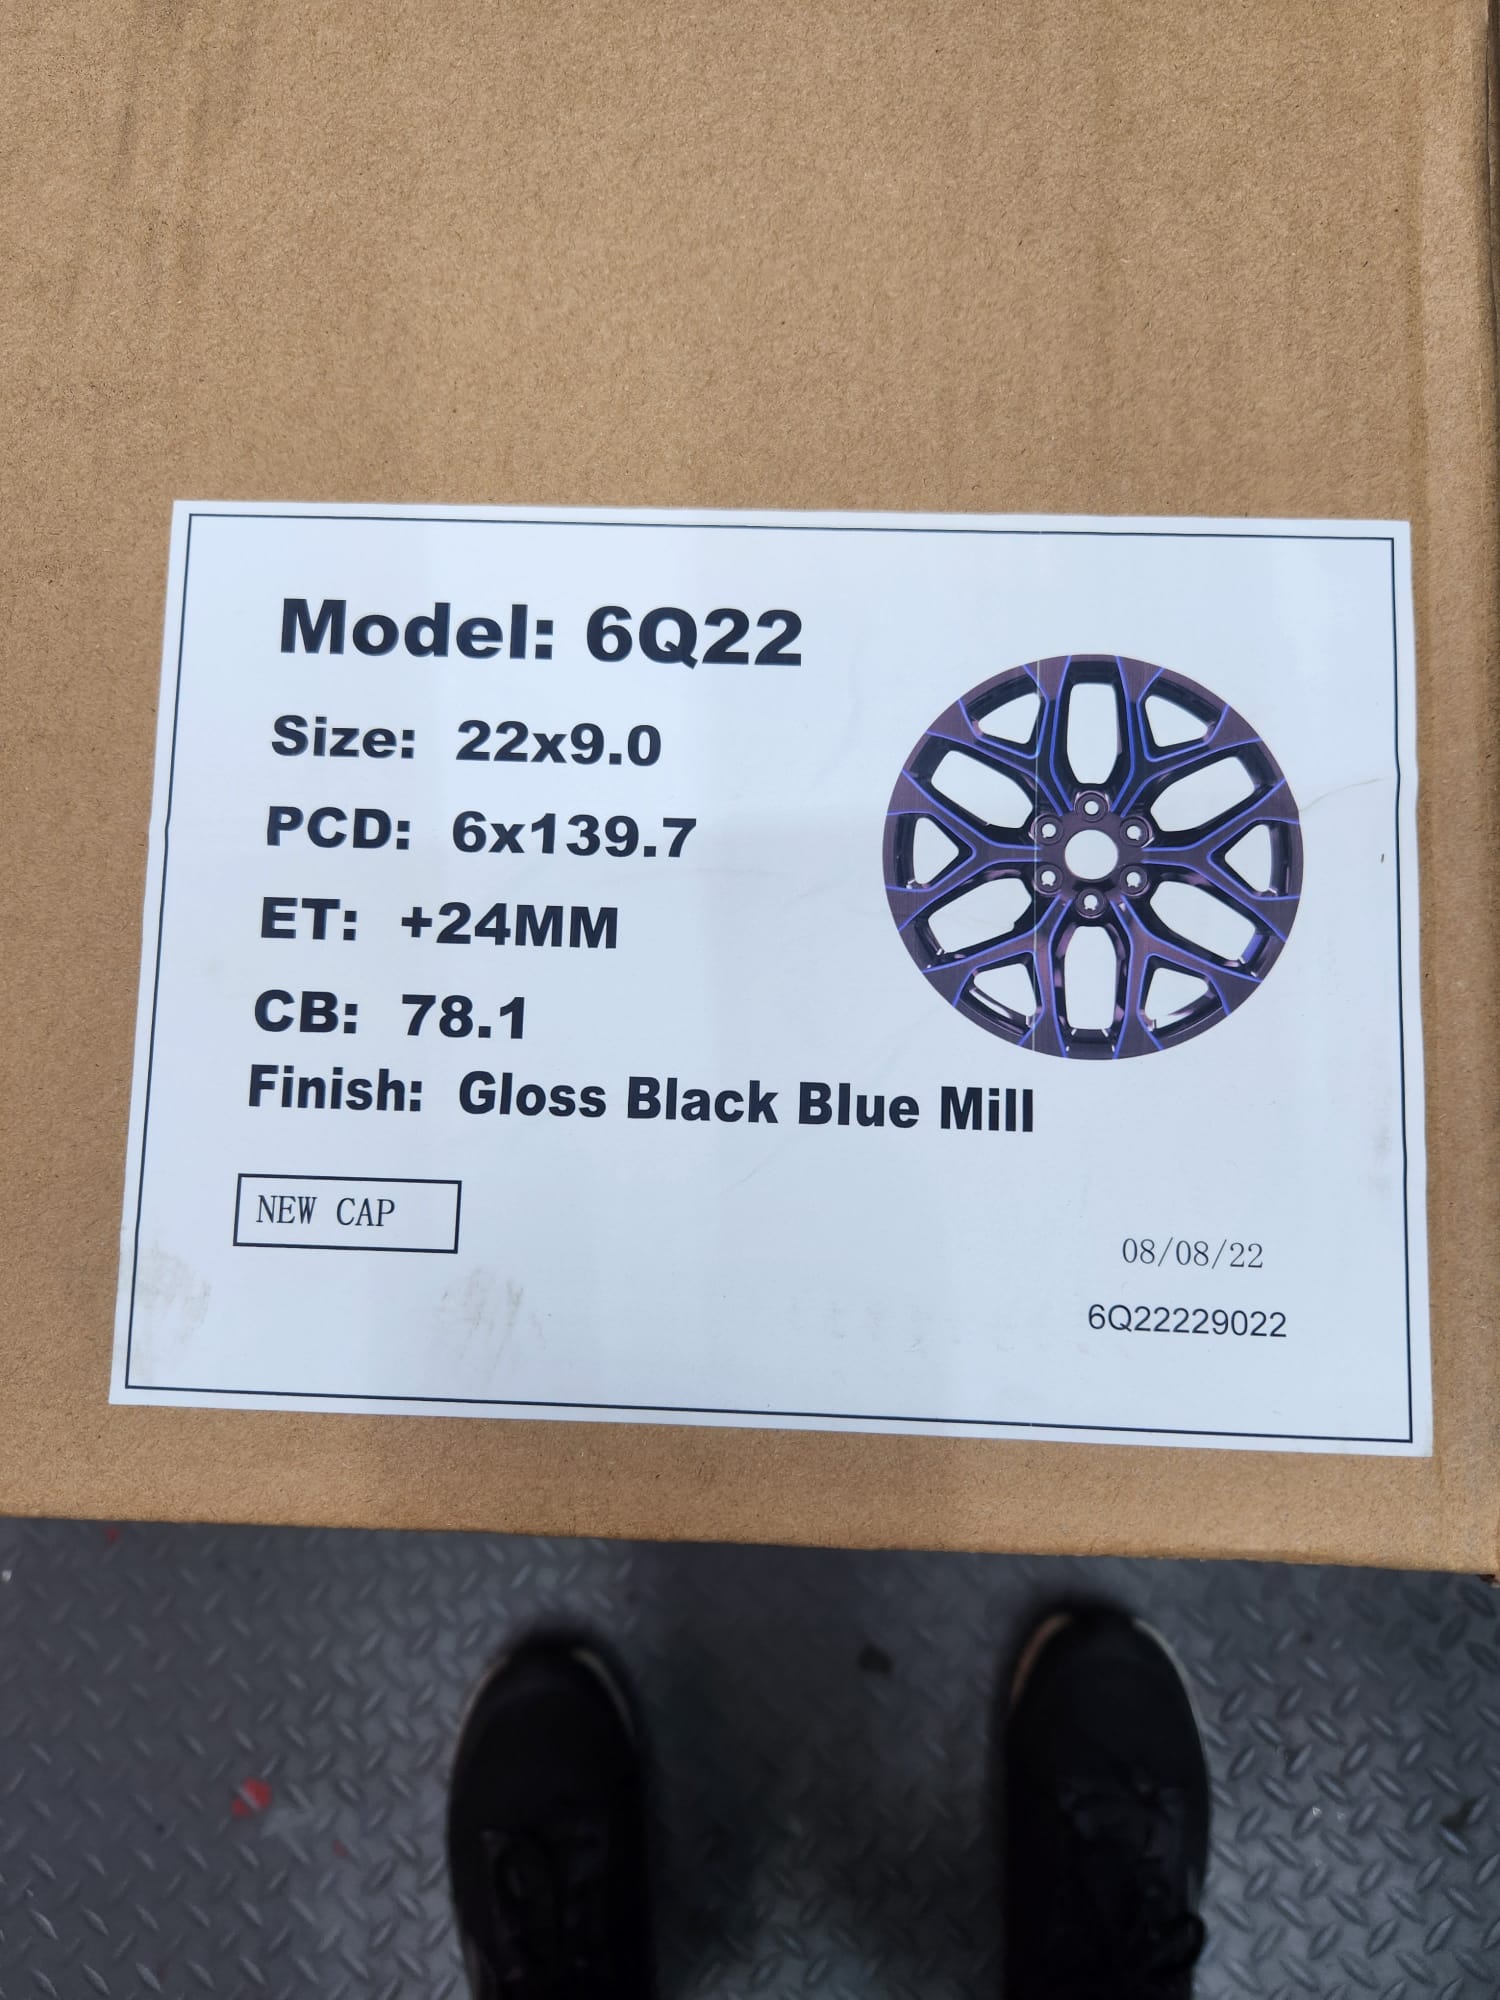 Model: 6Q22
Size: 22x9.0
PCD: 6x139.7
ET: +24MM
CB: 78.1
Finish: Gloss Black Blue Mill
NEW CAP
08/08/22
6Q22229022